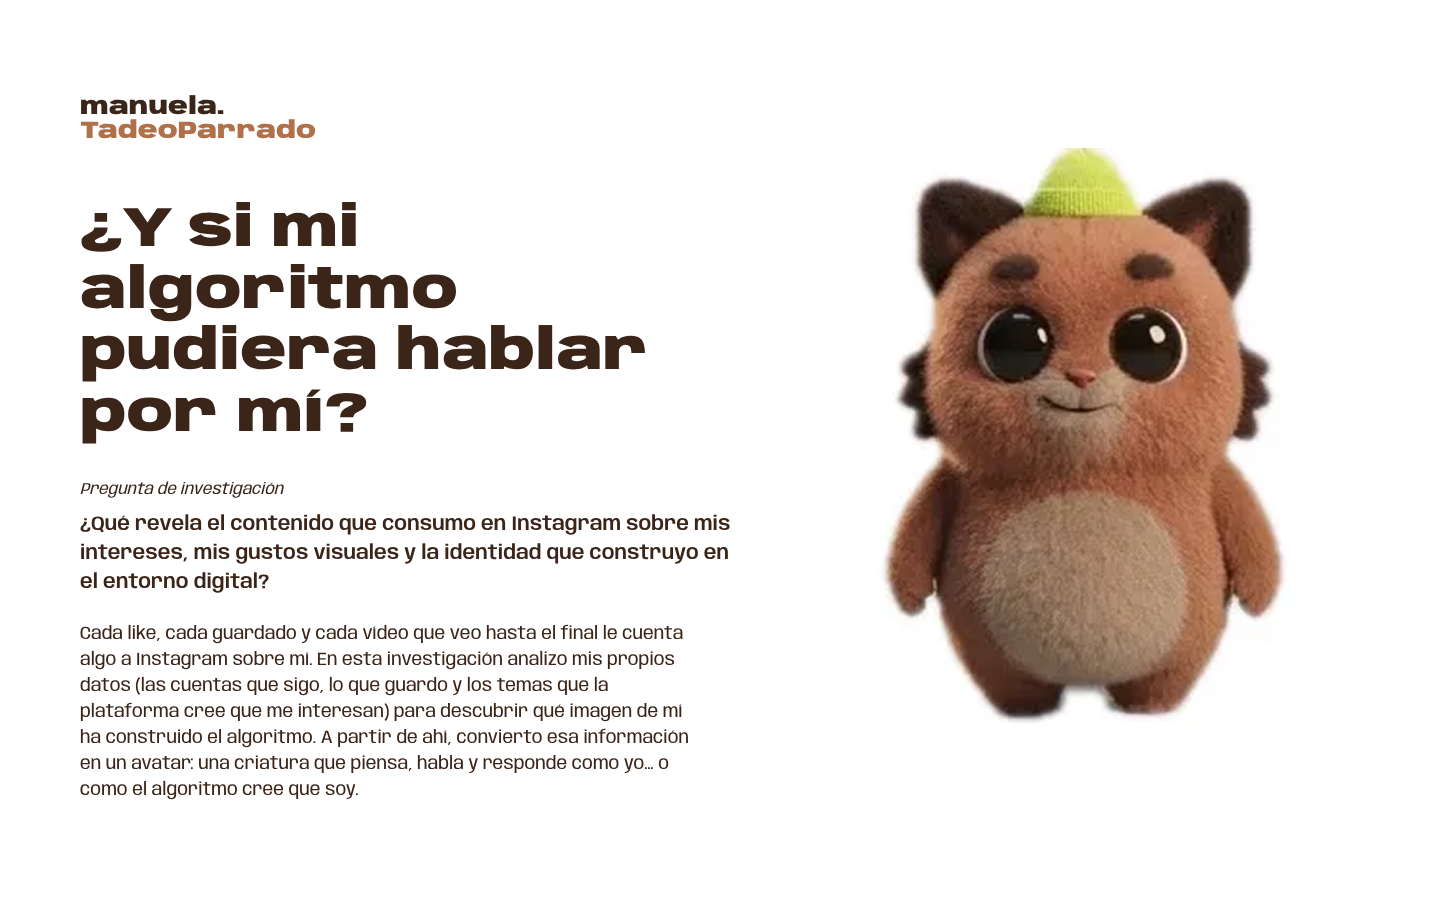 manuela.
TadeoParrado
¿Y si mi
algoritmo
pudiera hablar
por mí?
Pregunta de investigación
¿Qué revela el contenido que consumo en Instagram sobre mis
intereses, mis gustos visuales y la identidad que construyo en
el entorno digital?
Cada like, cada guardado y cada vídeo que veo hasta el final le cuenta
algo a Instagram sobre mí. En esta investigación analizo mis propios
datos (las cuentas que sigo, lo que guardo y los temas que la
plataforma cree que me interesan) para descubrir qué imagen de mí
ha construido el algoritmo. A partir de ahí, convierto esa información
en un avatar: una criatura que piensa, habla y responde como yo... o
como el algoritmo cree que soy.